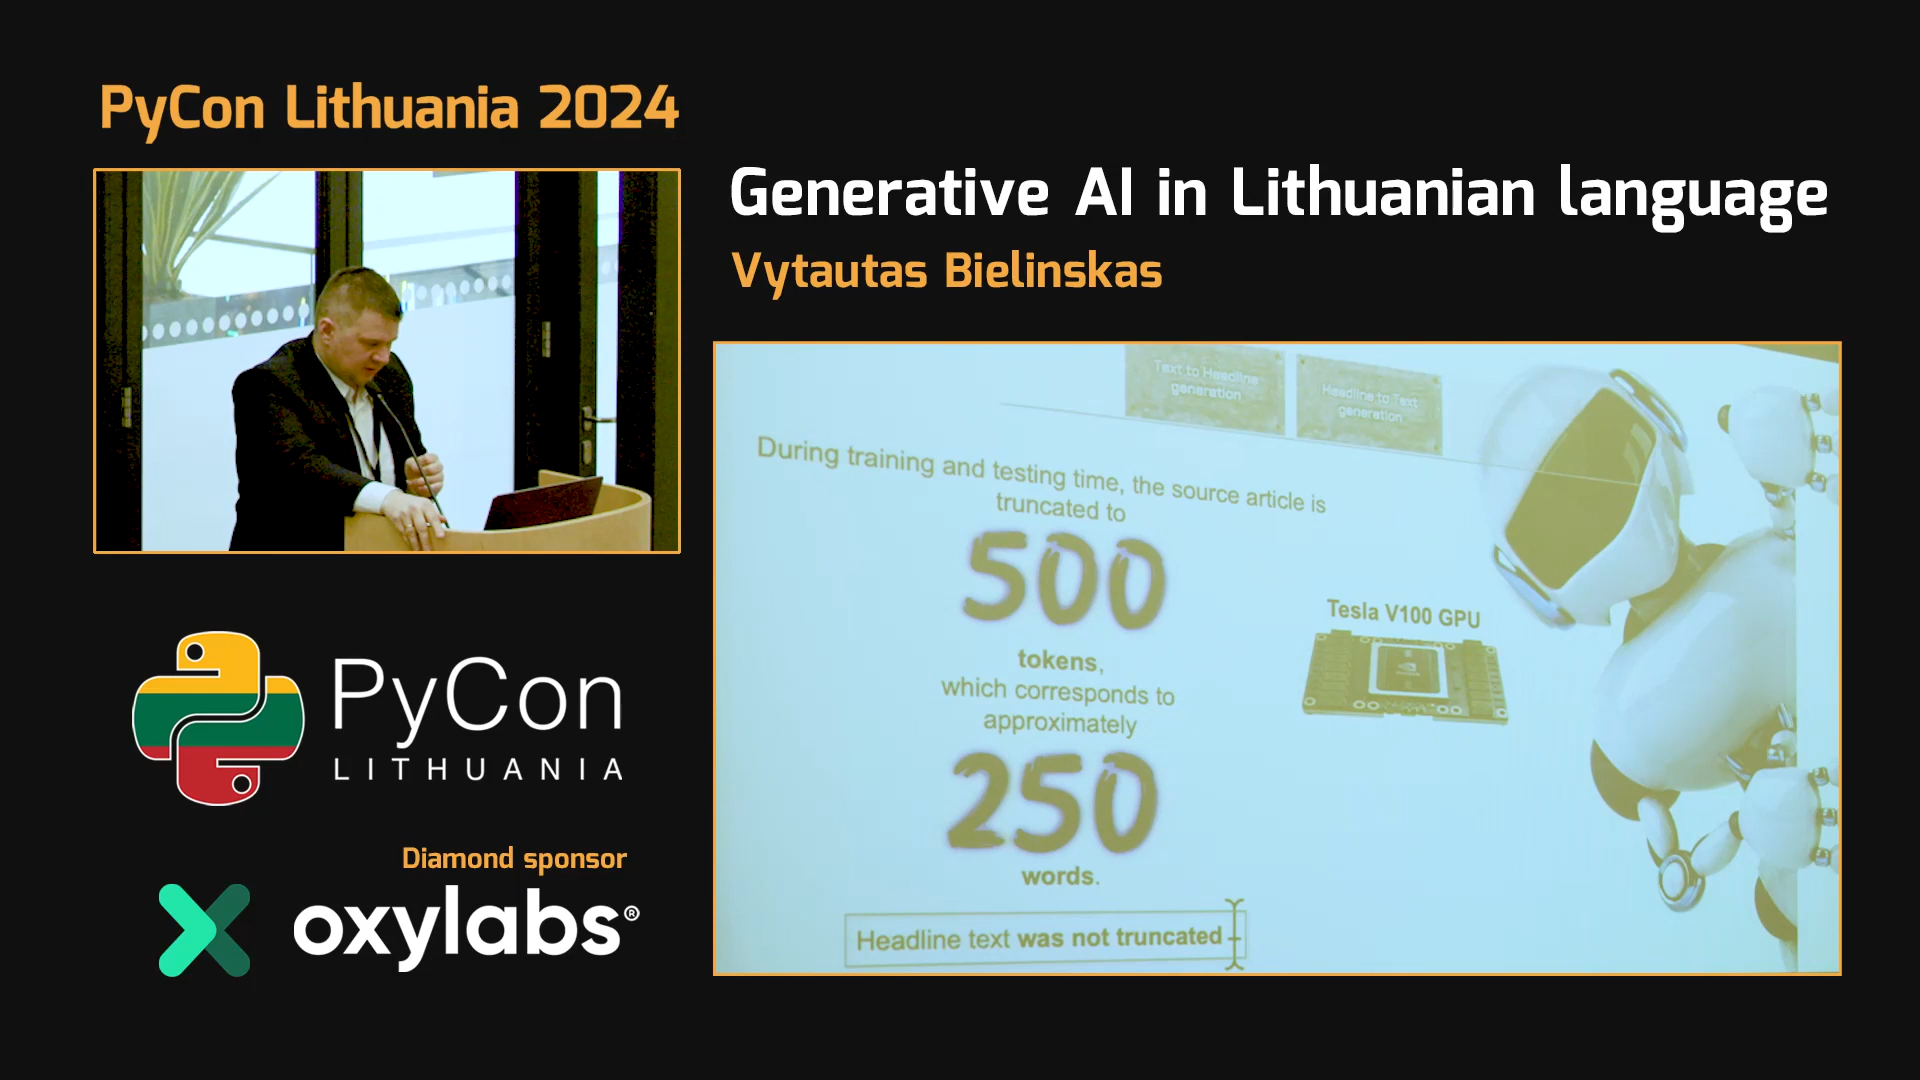 PyCon Lithuania 2024
Generative AI in Lithuanian language
Vytautas Bielinskas
Text to Headline
generation
Headline to Text
generation
During training and testing time, the source article is
truncated to
500
tokens,
which corresponds to
approximately
250
words.
Headline text was not truncated
Tesla V100 GPU
PyCon
LITHUANIA
Diamond sponsor
oxylabs®